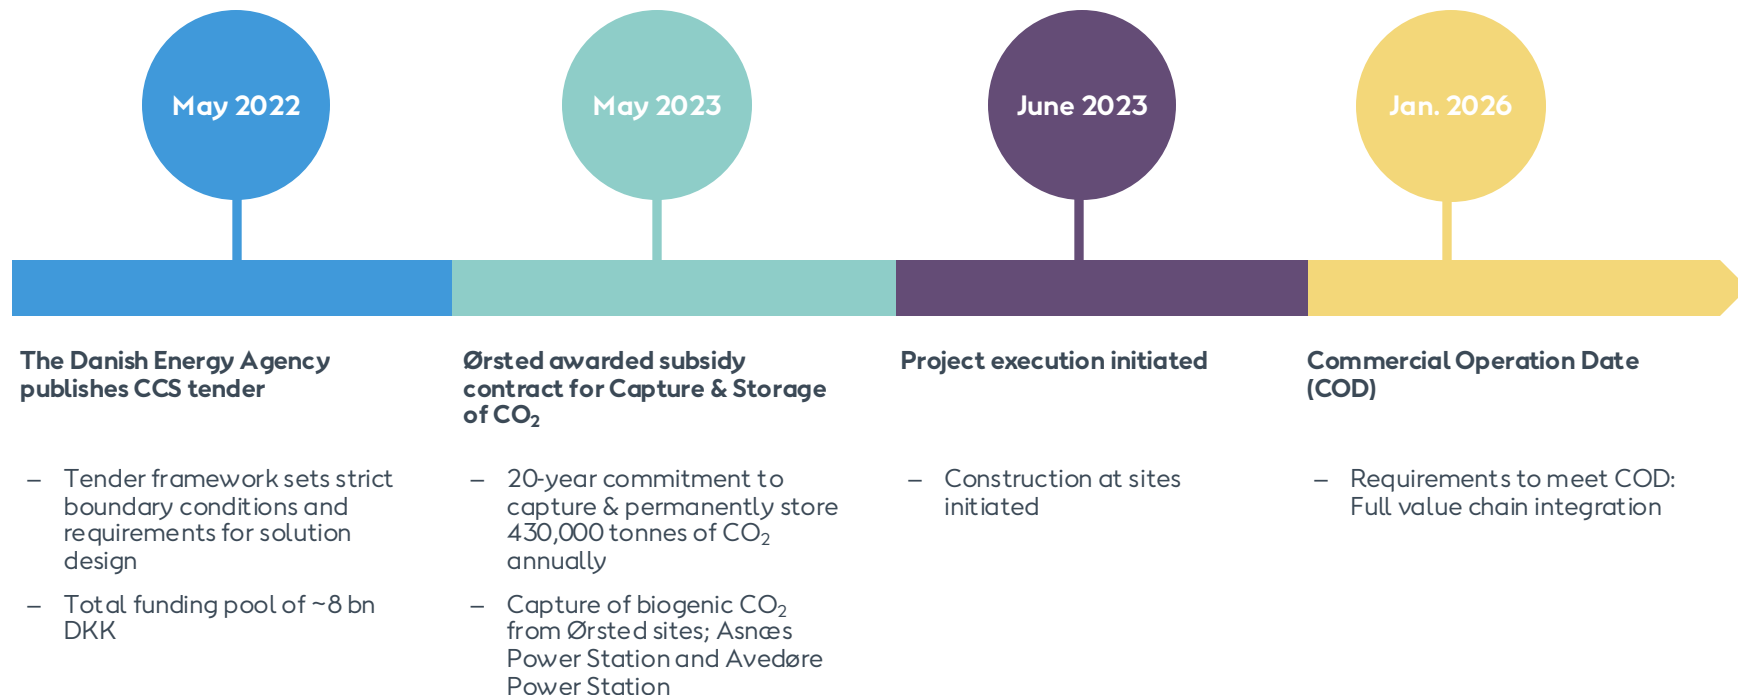 May 2022
May 2023
June 2023
Jan. 2026
The Danish Energy Agency
publishes CCS tender
– Tender framework sets strict
boundary conditions and
requirements for solution
design
– Total funding pool of ~8 bn
DKK
Ørsted awarded subsidy
contract for Capture & Storage
of CO₂
– 20-year commitment to
capture & permanently store
430,000 tonnes of CO₂
annually
– Capture of biogenic CO₂
from Ørsted sites; Asnæs
Power Station and Avedøre
Power Station
Project execution initiated
– Construction at sites
initiated
Commercial Operation Date
(COD)
– Requirements to meet COD:
Full value chain integration